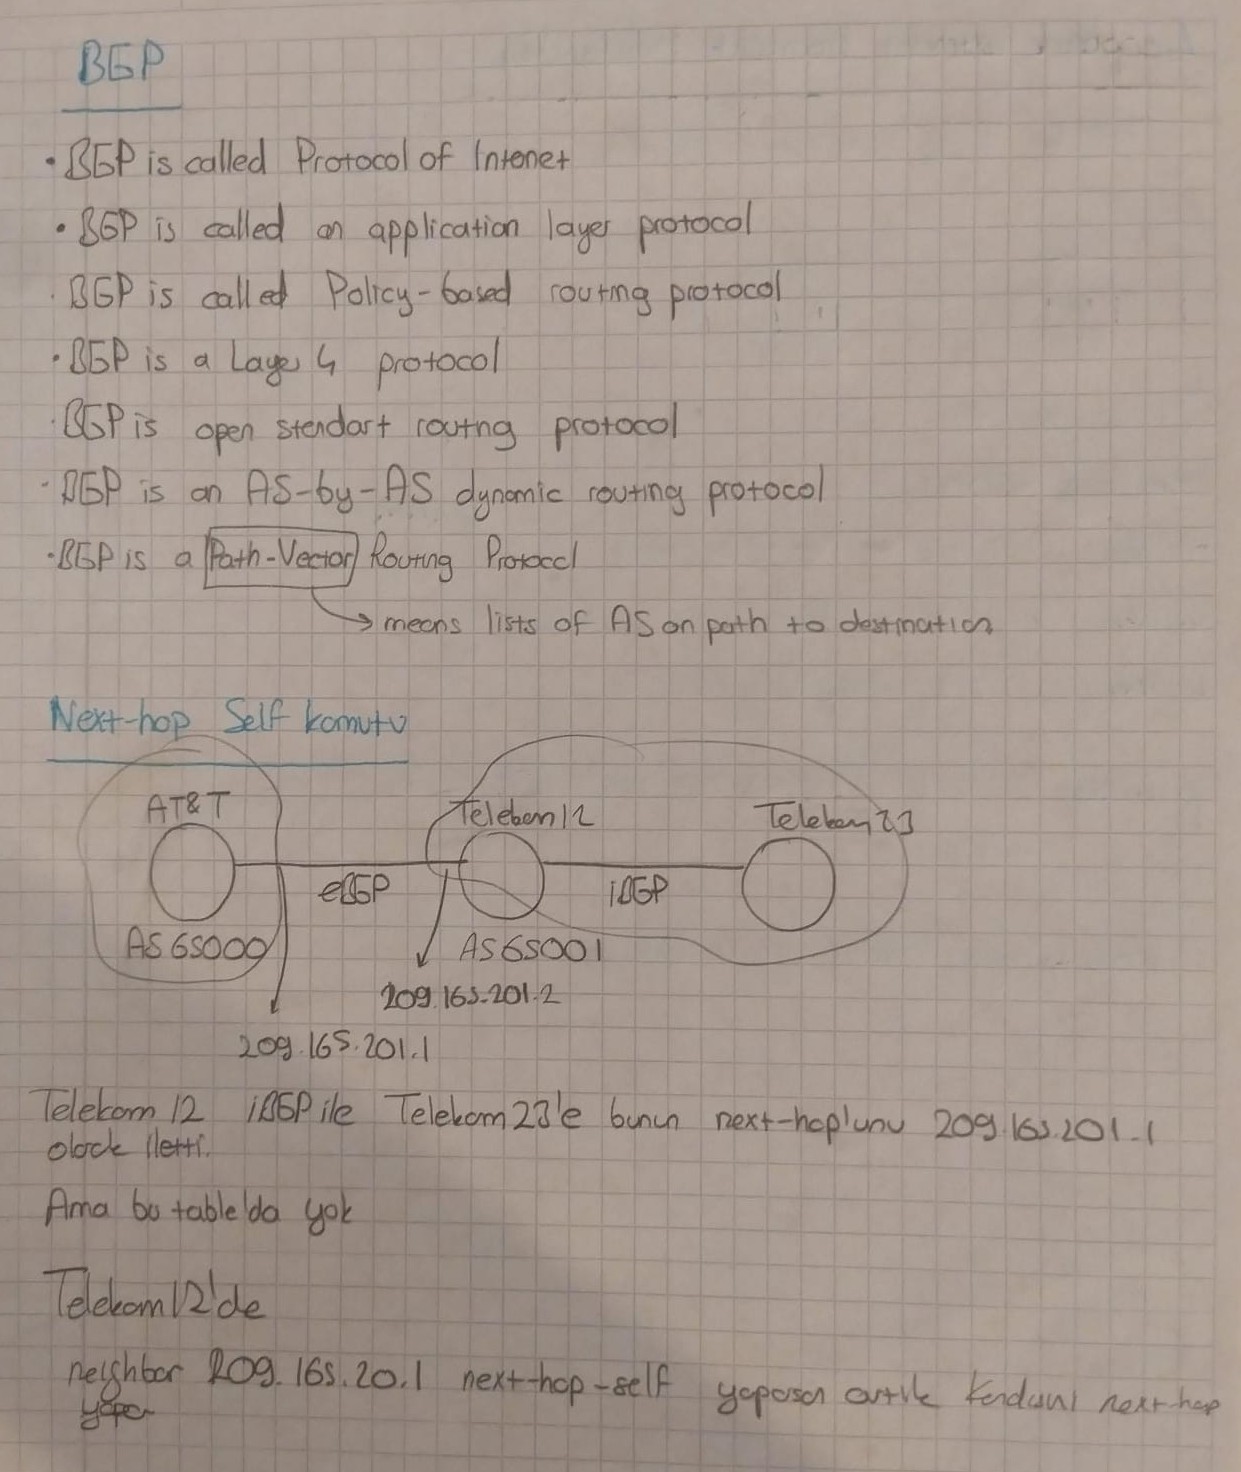 BGP
• BGP is called Protocol of Intenet
• BGP is called an application layer protocol
· BGP is called Policy-based routing protocol
• BGP is a Layer 4 protocol
· BGP is open stendart routng protocol
· BGP is an AS-by-AS dynamic routing protocol
· BGP is a Path-Vector Routing Protocol
→ means lists of AS on path to destination
Next-hop Self komutu
AT&T Telekom12 Telekom23
eBGP iBGP
AS 65000 AS65001
209.165.201.2
209.165.201.1
Telekom 12 iBGP ile Telekom23'e bunun next-hop'unu 209.165.201.1
olarak iletti.
Ama bu table'da yok
Telekom12'de
neighbor 209.165.20.1 next-hop-self yaparsan artık kendisini next-hop
yapar